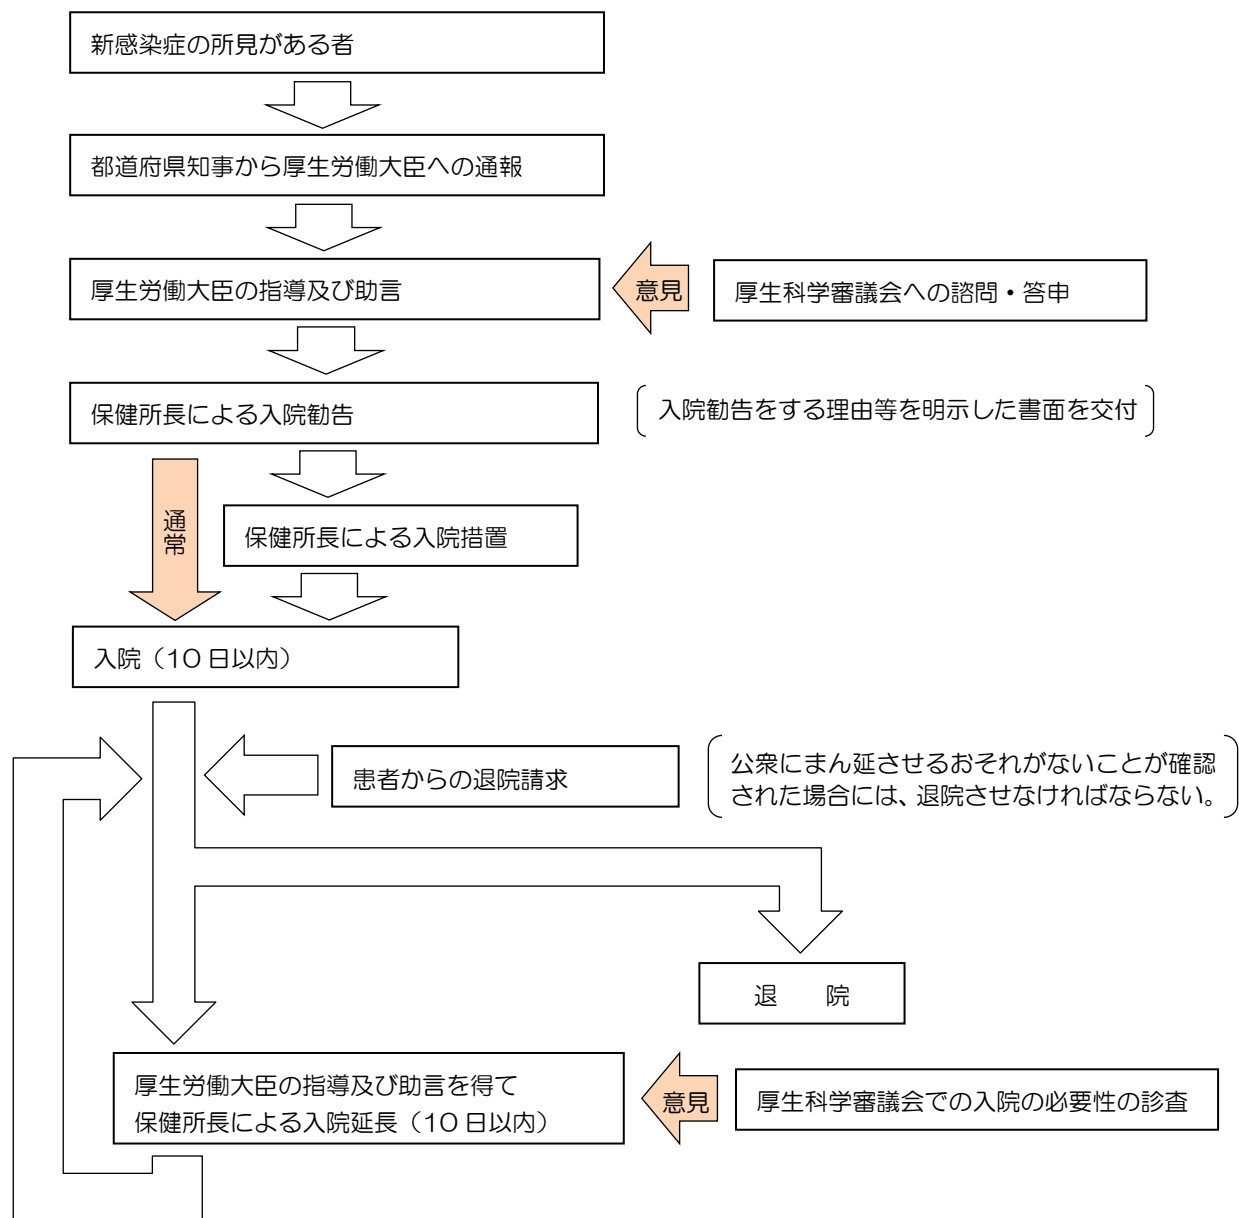 新感染症の所見がある者
都道府県知事から厚生労働大臣への通報
厚生労働大臣の指導及び助言
意見
厚生科学審議会への諮問・答申
保健所長による入院勧告
入院勧告をする理由等を明示した書面を交付
通常
保健所長による入院措置
入院（10 日以内）
患者からの退院請求
公衆にまん延させるおそれがないことが確認
された場合には、退院させなければならない。
退　　院
厚生労働大臣の指導及び助言を得て
保健所長による入院延長（10 日以内）
意見
厚生科学審議会での入院の必要性の診査